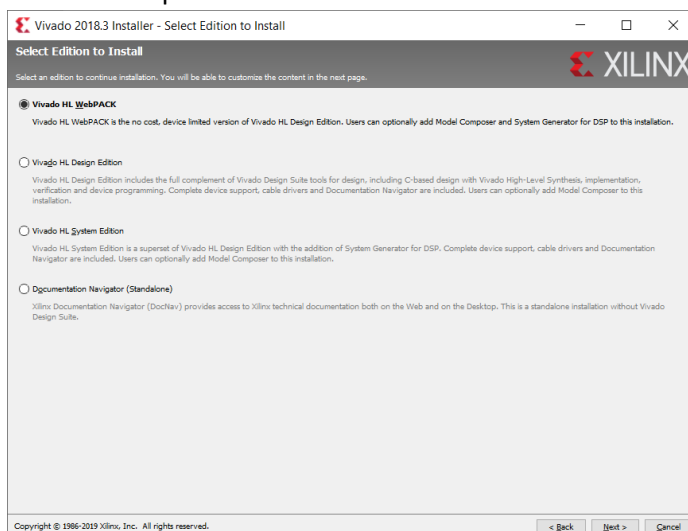 Vivado 2018.3 Installer - Select Edition to Install
Select Edition to Install
Select an edition to continue installation. You will be able to customize the content in the next page.
XILINX
Vivado HL WebPACK
Vivado HL WebPACK is the no cost, device limited version of Vivado HL Design Edition. Users can optionally add Model Composer and System Generator for DSP to this installation.
Vivado HL Design Edition
Vivado HL Design Edition includes the full complement of Vivado Design Suite tools for design, including C-based design with Vivado High-Level Synthesis, implementation,
verification and device programming. Complete device support, cable drivers and Documentation Navigator are included. Users can optionally add Model Composer to this
installation.
Vivado HL System Edition
Vivado HL System Edition is a superset of Vivado HL Design Edition with the addition of System Generator for DSP. Complete device support, cable drivers and Documentation
Navigator are included. Users can optionally add Model Composer to this installation.
Documentation Navigator (Standalone)
Xilinx Documentation Navigator (DocNav) provides access to Xilinx technical documentation both on the Web and on the Desktop. This is a standalone installation without Vivado
Design Suite.
Copyright © 1986-2019 Xilinx, Inc. All rights reserved.
< Back
Next >
Cancel